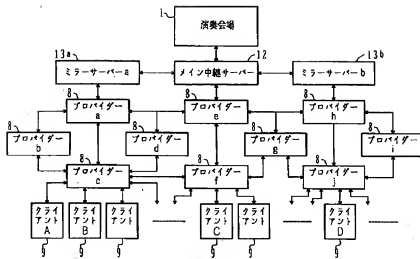 1
演奏会場
13a
12
13b
ミラーサーバーa
メイン中継サーバー
ミラーサーバーb
8
プロバイダー
a
8
プロバイダー
e
8
プロバイダー
h
8
プロバイダー
b
8
プロバイダー
d
8
プロバイダー
g
8
プロバイダー
i
8
プロバイダー
c
8
プロバイダー
f
8
プロバイダー
j
クライアント
A
クライアント
B
クライアント
クライアント
C
クライアント
クライアント
D
9
9
9
9
9
9